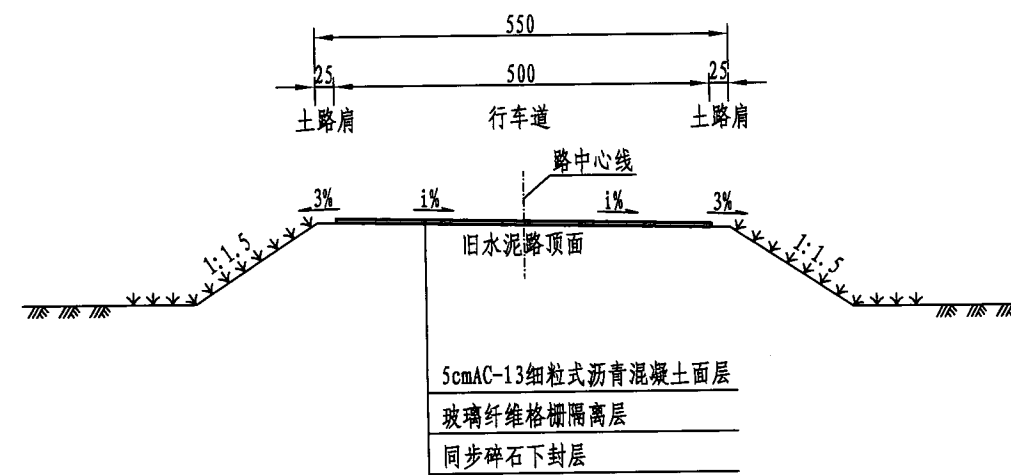 550
25 500 25
土路肩 行车道 土路肩
路中心线
3% i% i% 3%
旧水泥路顶面
1:1.5 1:1.5
5cmAC-13细粒式沥青混凝土面层
玻璃纤维格栅隔离层
同步碎石下封层